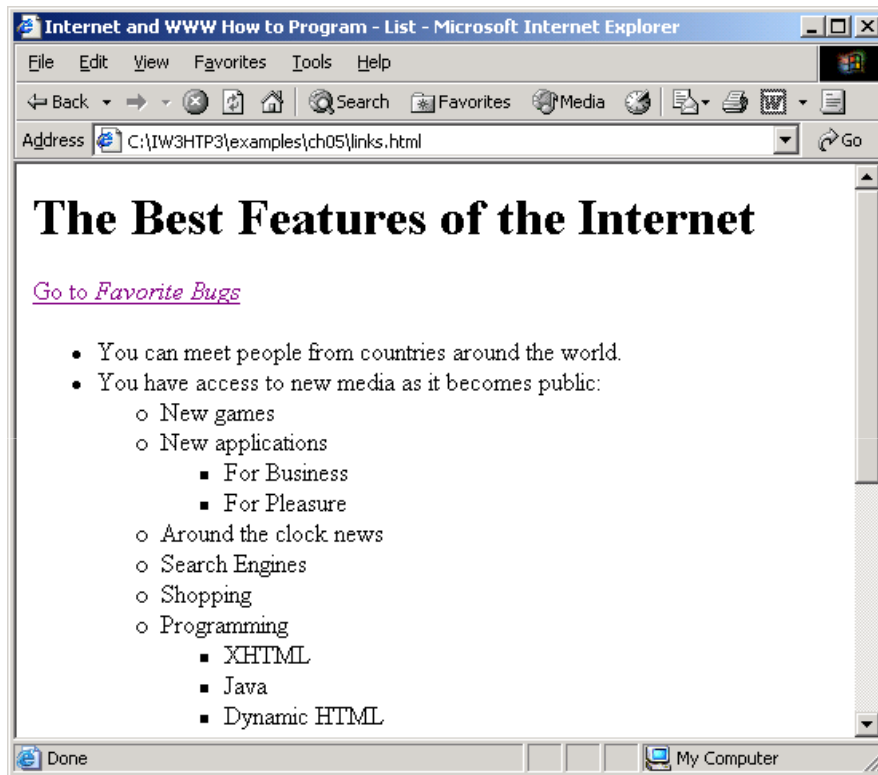 Internet and WWW How to Program - List - Microsoft Internet Explorer
File Edit View Favorites Tools Help
Back Search Favorites Media
Address C:\IW3HTP3\examples\ch05\links.html Go
The Best Features of the Internet
Go to Favorite Bugs
You can meet people from countries around the world.
You have access to new media as it becomes public:
New games
New applications
For Business
For Pleasure
Around the clock news
Search Engines
Shopping
Programming
XHTML
Java
Dynamic HTML
Done My Computer